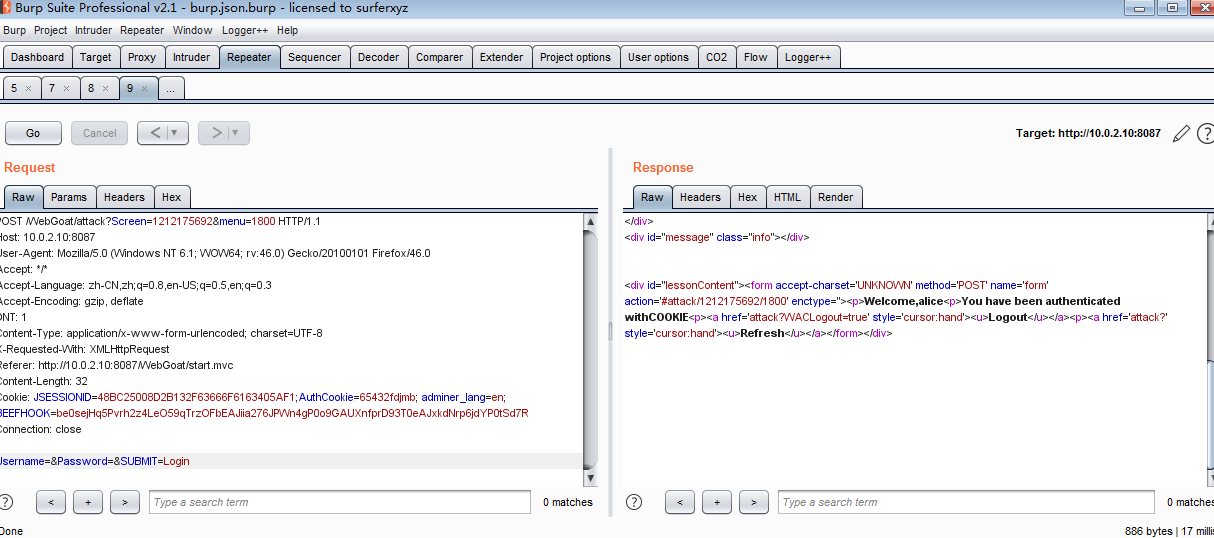 Burp Suite Professional v2.1 - burp.json.burp - licensed to surferxyz
Burp Project Intruder Repeater Window Logger++ Help
Dashboard Target Proxy Intruder Repeater Sequencer Decoder Comparer Extender Project options User options CO2 Flow Logger++
5 × 7 × 8 × 9 × ...
Go Cancel < > Target: http://10.0.2.10:8087 ?
Request
Raw Params Headers Hex
POST /WebGoat/attack?Screen=1212175692&menu=1800 HTTP/1.1
Host: 10.0.2.10:8087
User-Agent: Mozilla/5.0 (Windows NT 6.1; WOW64; rv:46.0) Gecko/20100101 Firefox/46.0
Accept: */*
Accept-Language: zh-CN,zh;q=0.8,en-US;q=0.5,en;q=0.3
Accept-Encoding: gzip, deflate
DNT: 1
Content-Type: application/x-www-form-urlencoded; charset=UTF-8
X-Requested-With: XMLHttpRequest
Referer: http://10.0.2.10:8087/WebGoat/start.mvc
Content-Length: 32
Cookie: JSESSIONID=48BC25008D2B132F63666F6163405AF1;AuthCookie=65432fdjmb; adminer_lang=en;
BEEFHOOK=be0sejHq5Pvrh2z4LeO59qTrzOFbEAJiia276JPWn4gP0o9GAUXnfprD93T0eAJxkdNrp6jdYP0tSd7R
Connection: close
Username=&Password=&SUBMIT=Login
? < + > Type a search term 0 matches
Response
Raw Headers Hex HTML Render
</div>
<div id="message" class="info"></div>
<div id="lessonContent"><form accept-charset='UNKNOWN' method='POST' name='form'
action='#attack/1212175692/1800' enctype=''><p>Welcome,alice<p>You have been authenticated
withCOOKIE<p><a href='attack?WACLogout=true' style='cursor:hand'><u>Logout</u></a><p><a href='attack?'
style='cursor:hand'><u>Refresh</u></a></form></div>
? < + > Type a search term 0 matches
Done
886 bytes | 17 millis